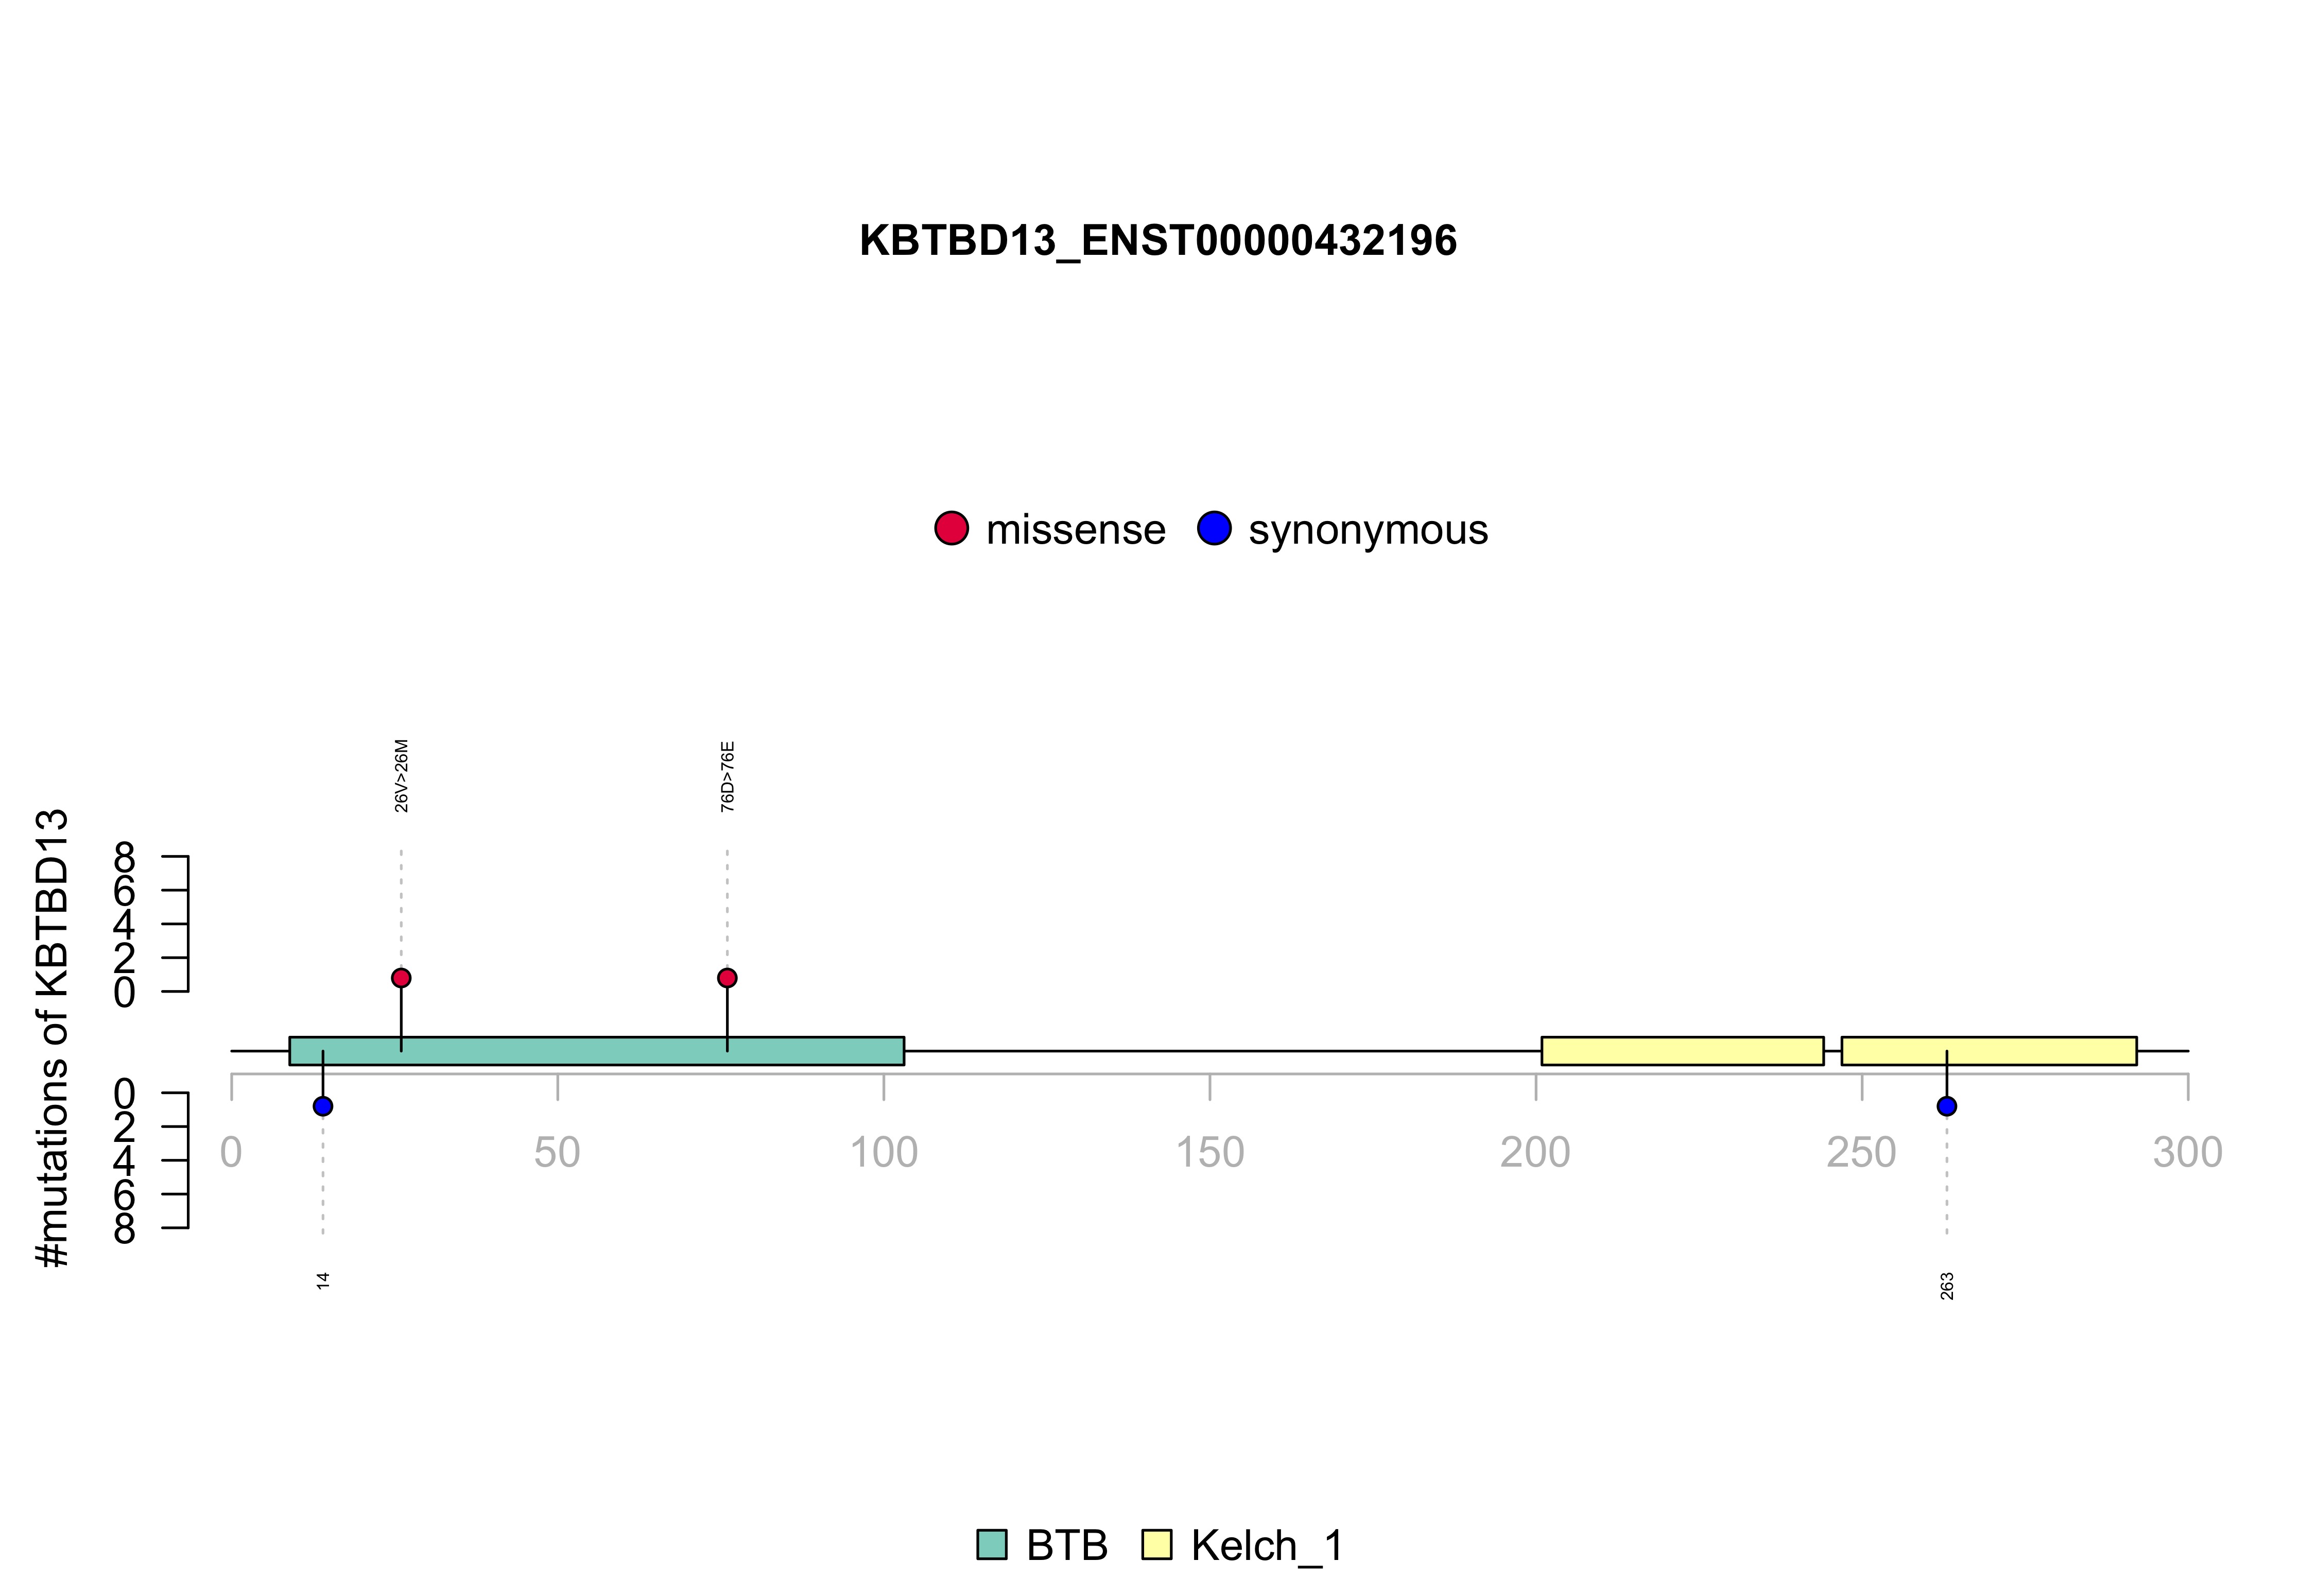 KBTBD13_ENST00000432196
missense synonymous
26V>26M
76D>76E
#mutations of KBTBD13
8
6
4
2
0
0
2
4
6
8
0 50 100 150 200 250 300
14
263
BTB Kelch_1